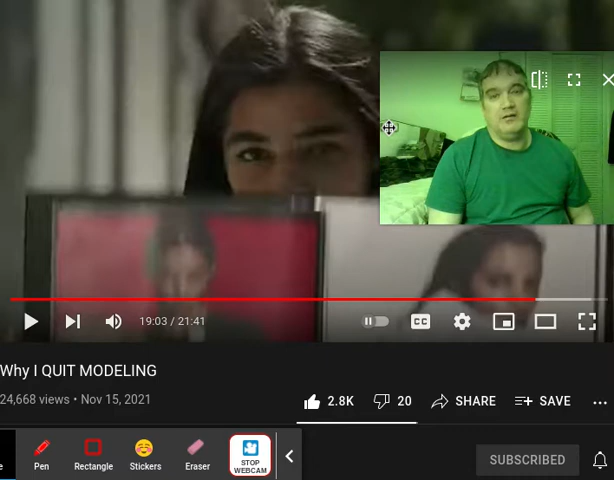 CC
19:03 / 21:41
Why I QUIT MODELING
24,668 views • Nov 15, 2021
2.8K
20
SHARE
SAVE
Pen
Rectangle
Stickers
Eraser
STOP
WEBCAM
SUBSCRIBED